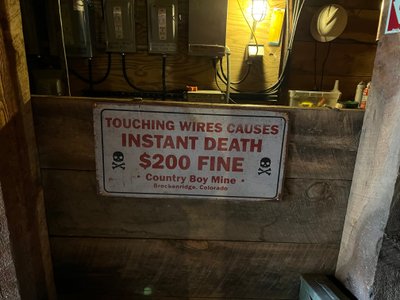 TOUCHING WIRES CAUSES
INSTANT DEATH
$200 FINE
• Country Boy Mine •
Breckenridge, Colorado